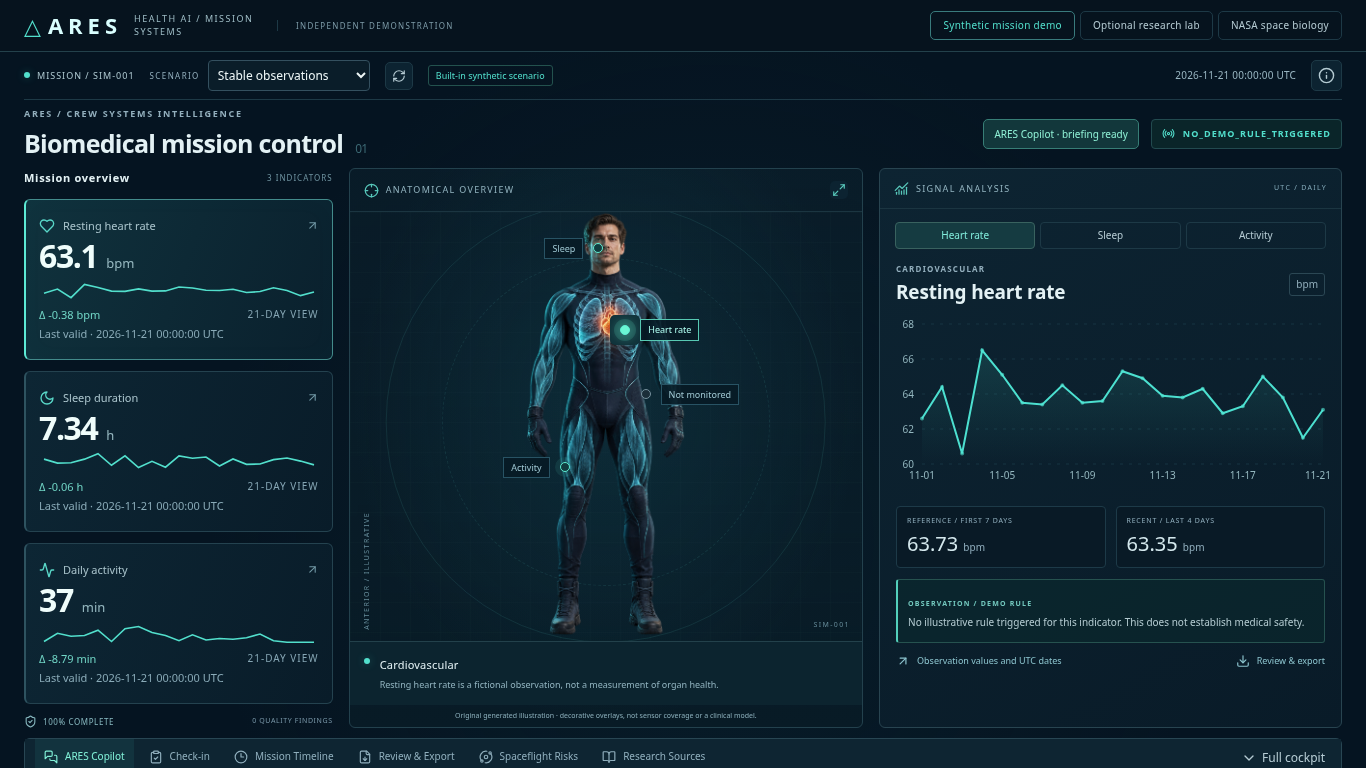 ARES
HEALTH AI / MISSION SYSTEMS
INDEPENDENT DEMONSTRATION
Synthetic mission demo
Optional research lab
NASA space biology
MISSION / SIM-001
SCENARIO
Stable observations
Built-in synthetic scenario
2026-11-21 00:00:00 UTC
ARES / CREW SYSTEMS INTELLIGENCE
Biomedical mission control 01
ARES Copilot · briefing ready
NO_DEMO_RULE_TRIGGERED
Mission overview
3 INDICATORS
Resting heart rate
63.1 bpm
Δ -0.38 bpm
21-DAY VIEW
Last valid · 2026-11-21 00:00:00 UTC
Sleep duration
7.34 h
Δ -0.06 h
21-DAY VIEW
Last valid · 2026-11-21 00:00:00 UTC
Daily activity
37 min
Δ -8.79 min
21-DAY VIEW
Last valid · 2026-11-21 00:00:00 UTC
100% COMPLETE
0 QUALITY FINDINGS
ANATOMICAL OVERVIEW
Sleep
Heart rate
Not monitored
Activity
ANTERIOR / ILLUSTRATIVE
SIM-001
Cardiovascular
Resting heart rate is a fictional observation, not a measurement of organ health.
Original generated illustration · decorative overlays, not sensor coverage or a clinical model.
SIGNAL ANALYSIS
UTC / DAILY
Heart rate
Sleep
Activity
CARDIOVASCULAR
Resting heart rate
bpm
68
66
64
62
60
11-01
11-05
11-09
11-13
11-17
11-21
REFERENCE / FIRST 7 DAYS
63.73 bpm
RECENT / LAST 4 DAYS
63.35 bpm
OBSERVATION / DEMO RULE
No illustrative rule triggered for this indicator. This does not establish medical safety.
Observation values and UTC dates
Review & export
ARES Copilot
Check-in
Mission Timeline
Review & Export
Spaceflight Risks
Research Sources
Full cockpit